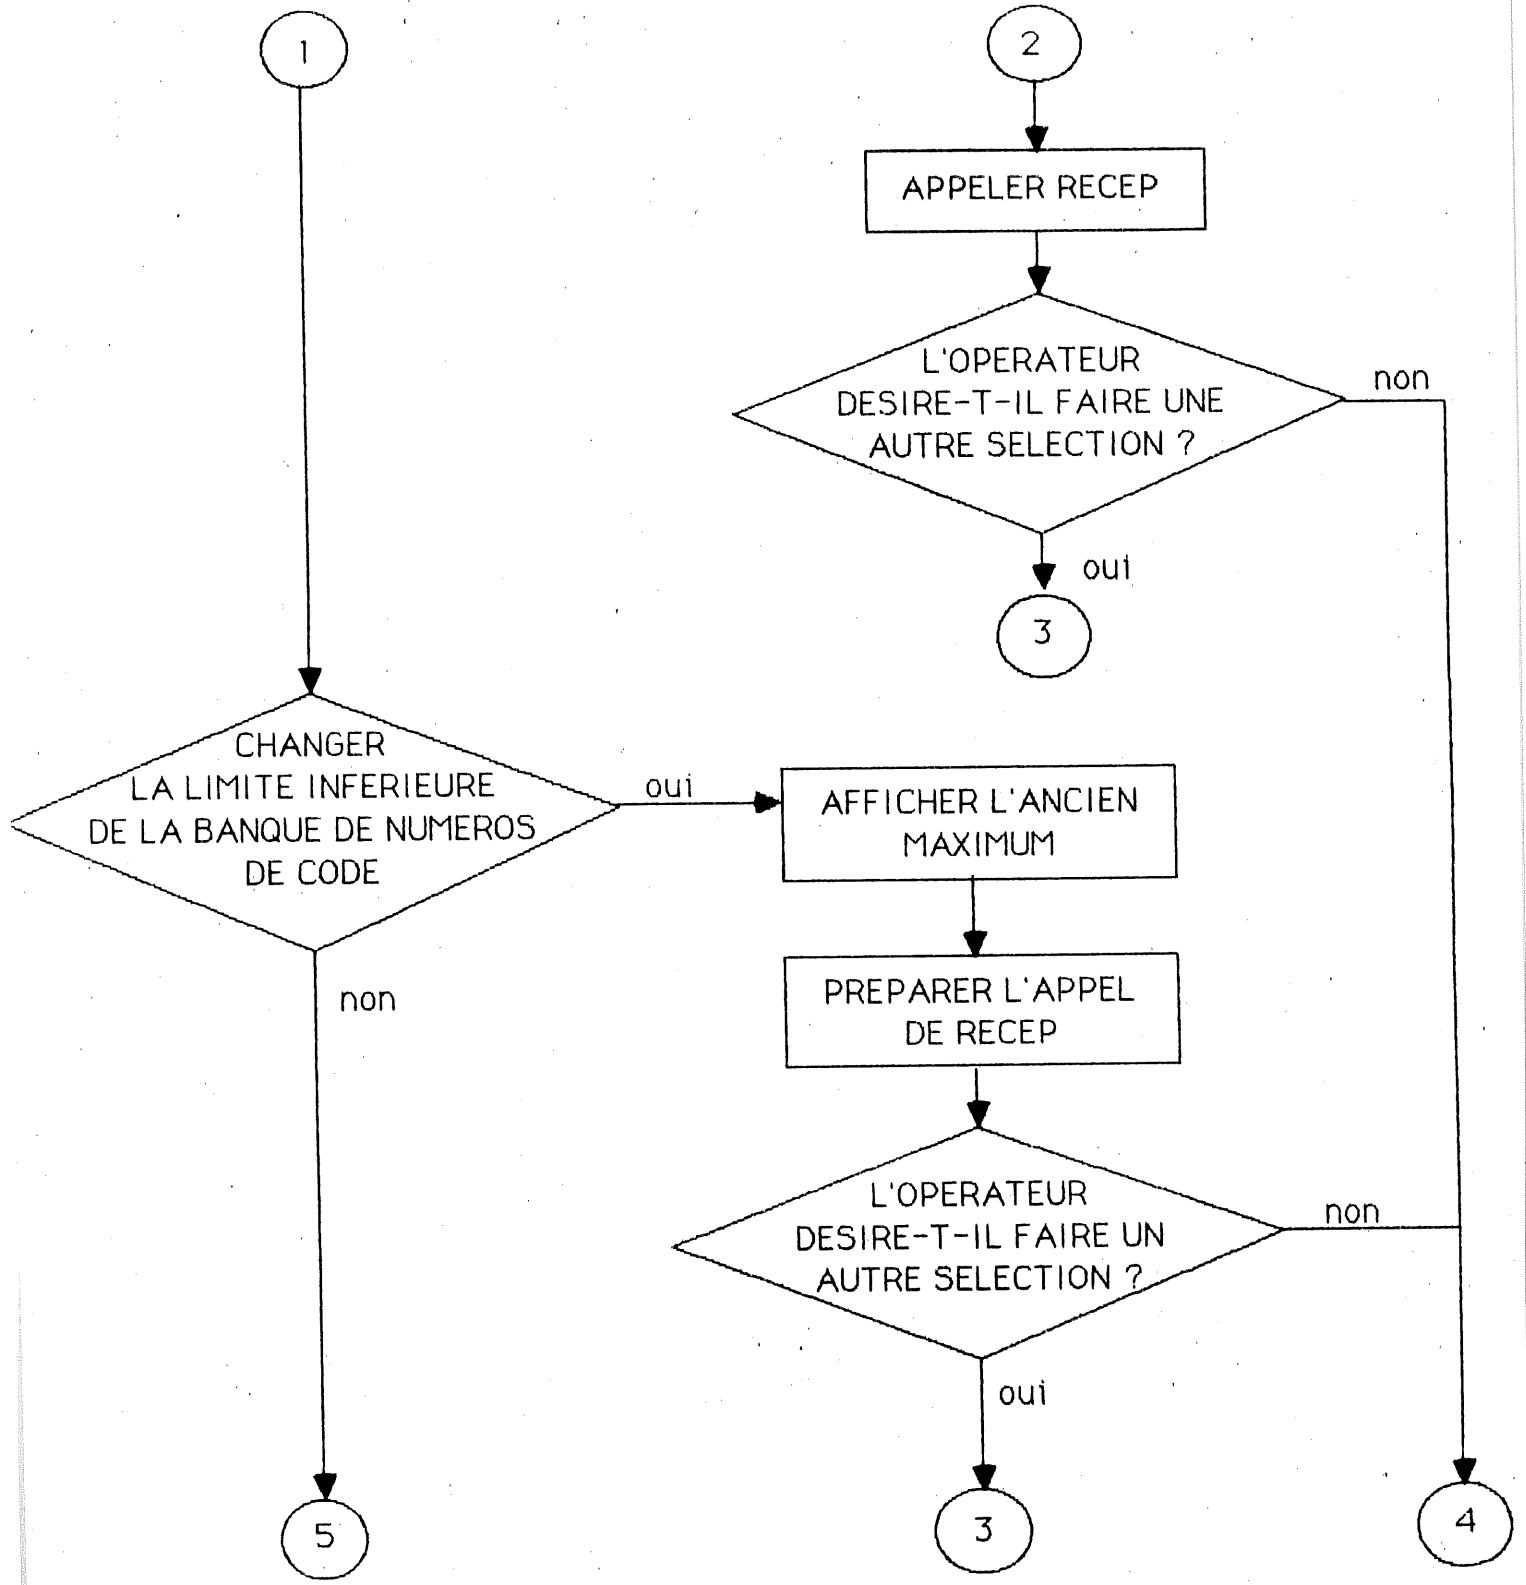 1
2
APPELER RECEP
L'OPERATEUR
DESIRE-T-IL FAIRE UNE
AUTRE SELECTION ?
non
oui
3
CHANGER
LA LIMITE INFERIEURE
DE LA BANQUE DE NUMEROS
DE CODE
oui
non
AFFICHER L'ANCIEN
MAXIMUM
PREPARER L'APPEL
DE RECEP
L'OPERATEUR
DESIRE-T-IL FAIRE UN
AUTRE SELECTION ?
non
oui
5
3
4